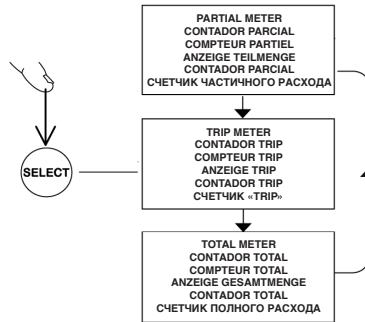 PARTIAL METER
CONTADOR PARCIAL
COMPTEUR PARTIEL
ANZEIGE TEILMENGE
CONTADOR PARCIAL
СЧЕТЧИК ЧАСТИЧНОГО РАСХОДА
SELECT
TRIP METER
CONTADOR TRIP
COMPTEUR TRIP
ANZEIGE TRIP
CONTADOR TRIP
СЧЕТЧИК «TRIP»
TOTAL METER
CONTADOR TOTAL
COMPTEUR TOTAL
ANZEIGE GESAMTMENGE
CONTADOR TOTAL
СЧЕТЧИК ПОЛНОГО РАСХОДА